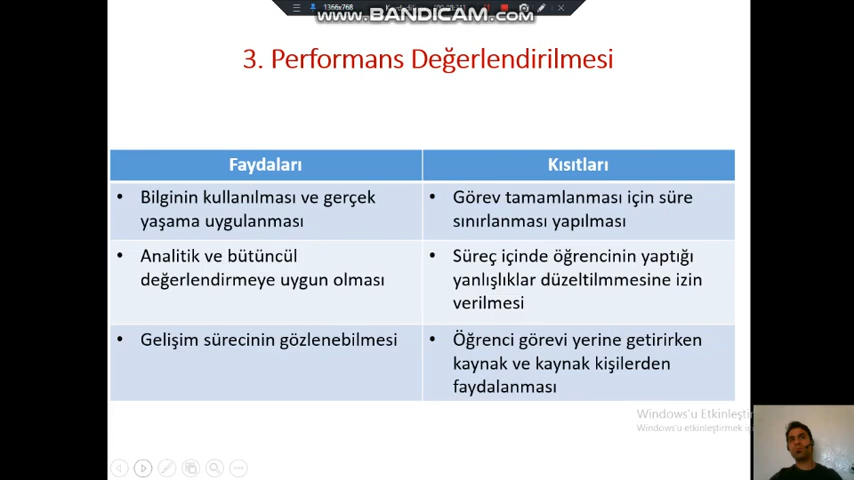 1366x768
www.BANDICAM.com
3. Performans Değerlendirilmesi
Faydaları
Kısıtları
• Bilginin kullanılması ve gerçek
yaşama uygulanması
• Görev tamamlanması için süre
sınırlanması yapılması
• Analitik ve bütüncül
değerlendirmeye uygun olması
• Süreç içinde öğrencinin yaptığı
yanlışlıklar düzeltilmmesine izin
verilmesi
• Gelişim sürecinin gözlenebilmesi
• Öğrenci görevi yerine getirirken
kaynak ve kaynak kişilerden
faydalanması
Windows'u Etkinleştir
Windows'u etkinleştirmek iç